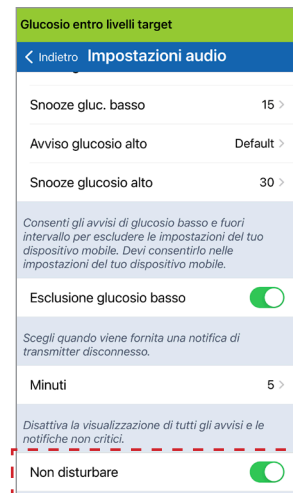 Glucosio entro livelli target
Indietro Impostazioni audio
Snooze gluc. basso 15
Avviso glucosio alto Default
Snooze glucosio alto 30
Consenti gli avvisi di glucosio basso e fuori
intervallo per escludere le impostazioni del tuo
dispositivo mobile. Devi consentirlo nelle
impostazioni del tuo dispositivo mobile.
Esclusione glucosio basso
Scegli quando viene fornita una notifica di
transmitter disconnesso.
Minuti 5
Disattiva la visualizzazione di tutti gli avvisi e le
notifiche non critici.
Non disturbare